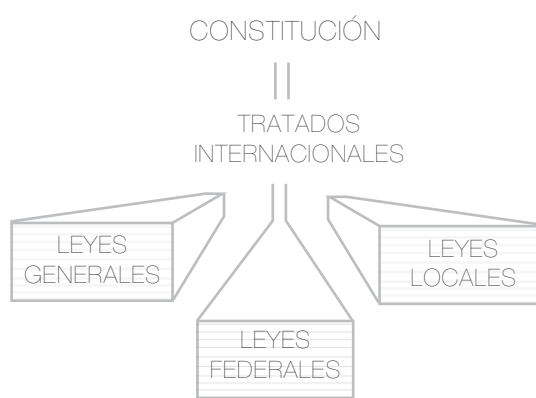 CONSTITUCIÓN
TRATADOS
INTERNACIONALES
LEYES
GENERALES
LEYES
LOCALES
LEYES
FEDERALES